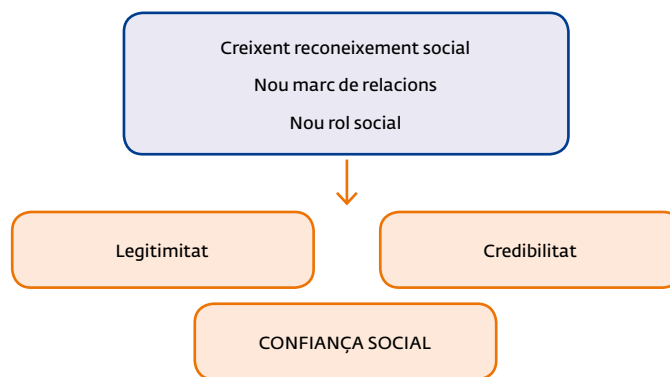 Creixent reconeixement social
Nou marc de relacions
Nou rol social
Legitimitat
Credibilitat
CONFIANÇA SOCIAL